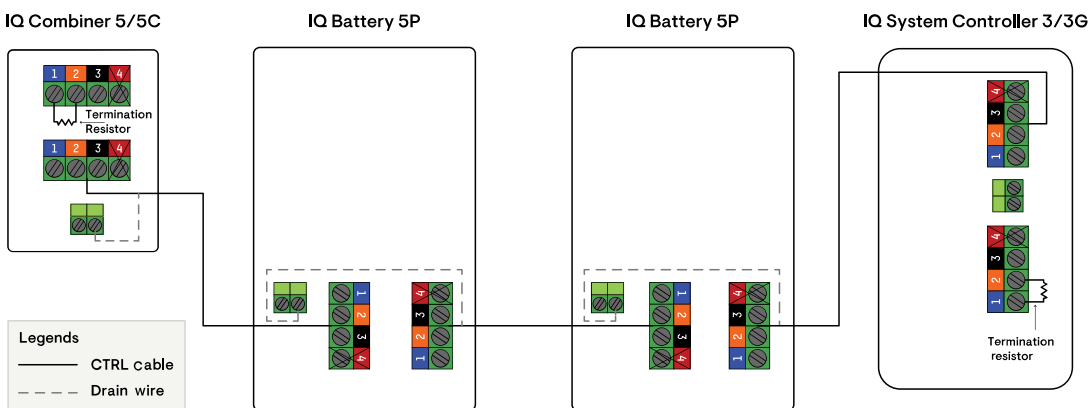 IQ Combiner 5/5C
IQ Battery 5P
IQ Battery 5P
IQ System Controller 3/3G
1 2 3 4
Termination
Resistor
1 2 3 4
1
2
3
4
4
3
2
1
1
2
3
4
4
3
2
1
4
3
2
1
4
3
2
1
Termination
resistor
Legends
CTRL cable
Drain wire